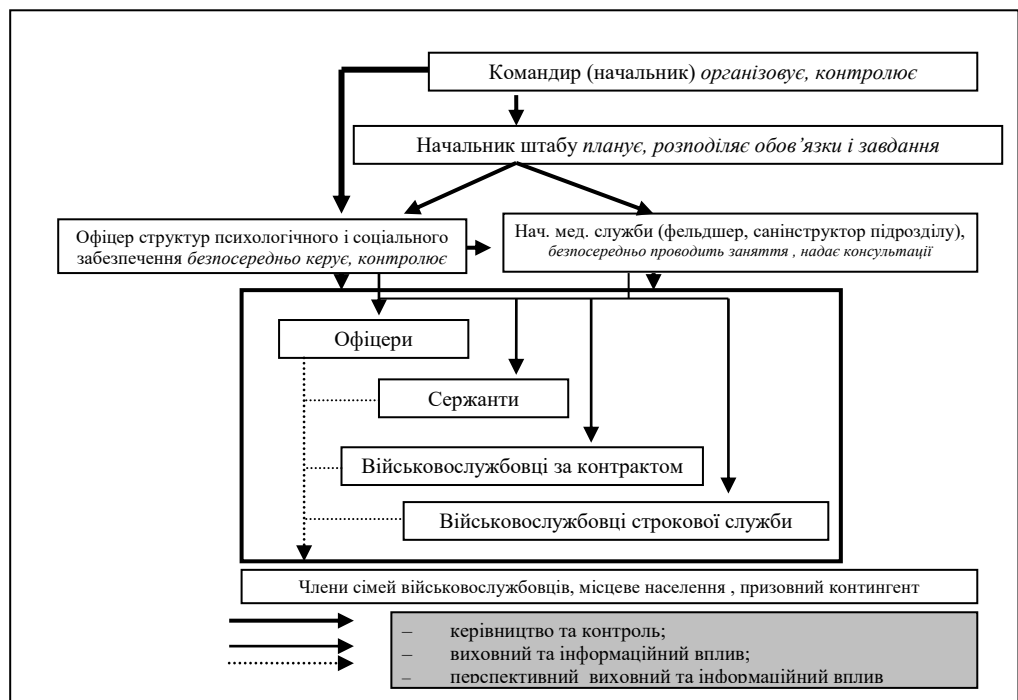 Командир (начальник) організовує, контролює
Начальник штабу планує, розподіляє обов’язки і завдання
Офіцер структур психологічного і соціального
забезпечення безпосередньо керує, контролює
Нач. мед. служби (фельдшер, санінструктор підрозділу),
безпосередньо проводить заняття , надає консультації
Офіцери
Сержанти
Військовослужбовці за контрактом
Військовослужбовці строкової служби
Члени сімей військовослужбовців, місцеве населення , призовний контингент
– керівництво та контроль;
– виховний та інформаційний вплив;
– перспективний виховний та інформаційний вплив